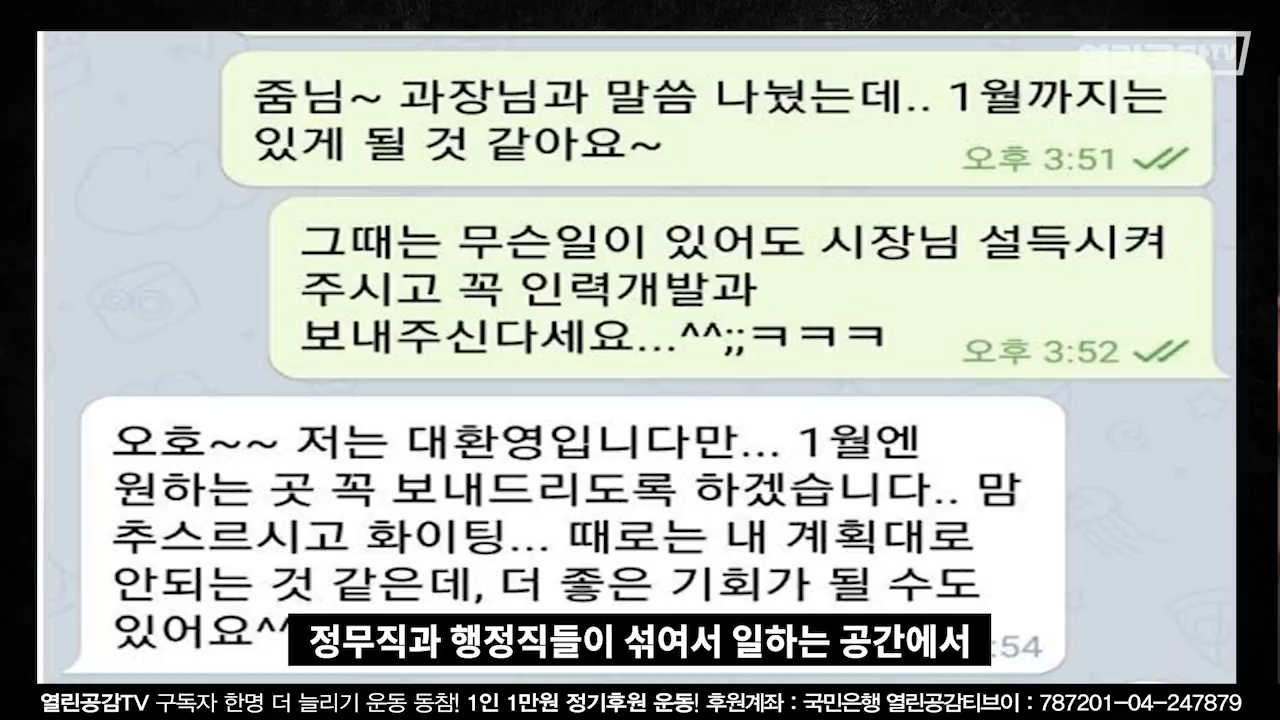 열린공감TV
줌님~ 과장님과 말씀 나눴는데.. 1월까지는
있게 될 것 같아요~
오후 3:51
그때는 무슨일이 있어도 시장님 설득시켜
주시고 꼭 인력개발과
보내주신다세요...^^;;ㅋㅋㅋ
오후 3:52
오호~~ 저는 대환영입니다만... 1월엔
원하는 곳 꼭 보내드리도록 하겠습니다.. 맘
추스르시고 화이팅... 때로는 내 계획대로
안되는 것 같은데, 더 좋은 기회가 될 수도
있어요^^
:54
정무직과 행정직들이 섞여서 일하는 공간에서
열린공감TV 구독자 한명 더 늘리기 운동 동참! 1인 1만원 정기후원 운동! 후원계좌 : 국민은행 열린공감티브이 : 787201-04-247879